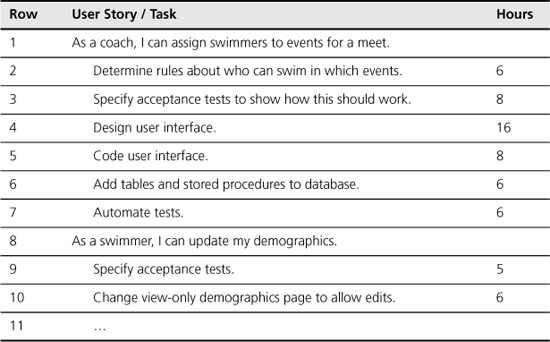 Row User Story / Task Hours
1 As a coach, I can assign swimmers to events for a meet.
2 Determine rules about who can swim in which events. 6
3 Specify acceptance tests to show how this should work. 8
4 Design user interface. 16
5 Code user interface. 8
6 Add tables and stored procedures to database. 6
7 Automate tests. 6
8 As a swimmer, I can update my demographics.
9 Specify acceptance tests. 5
10 Change view-only demographics page to allow edits. 6
11 …